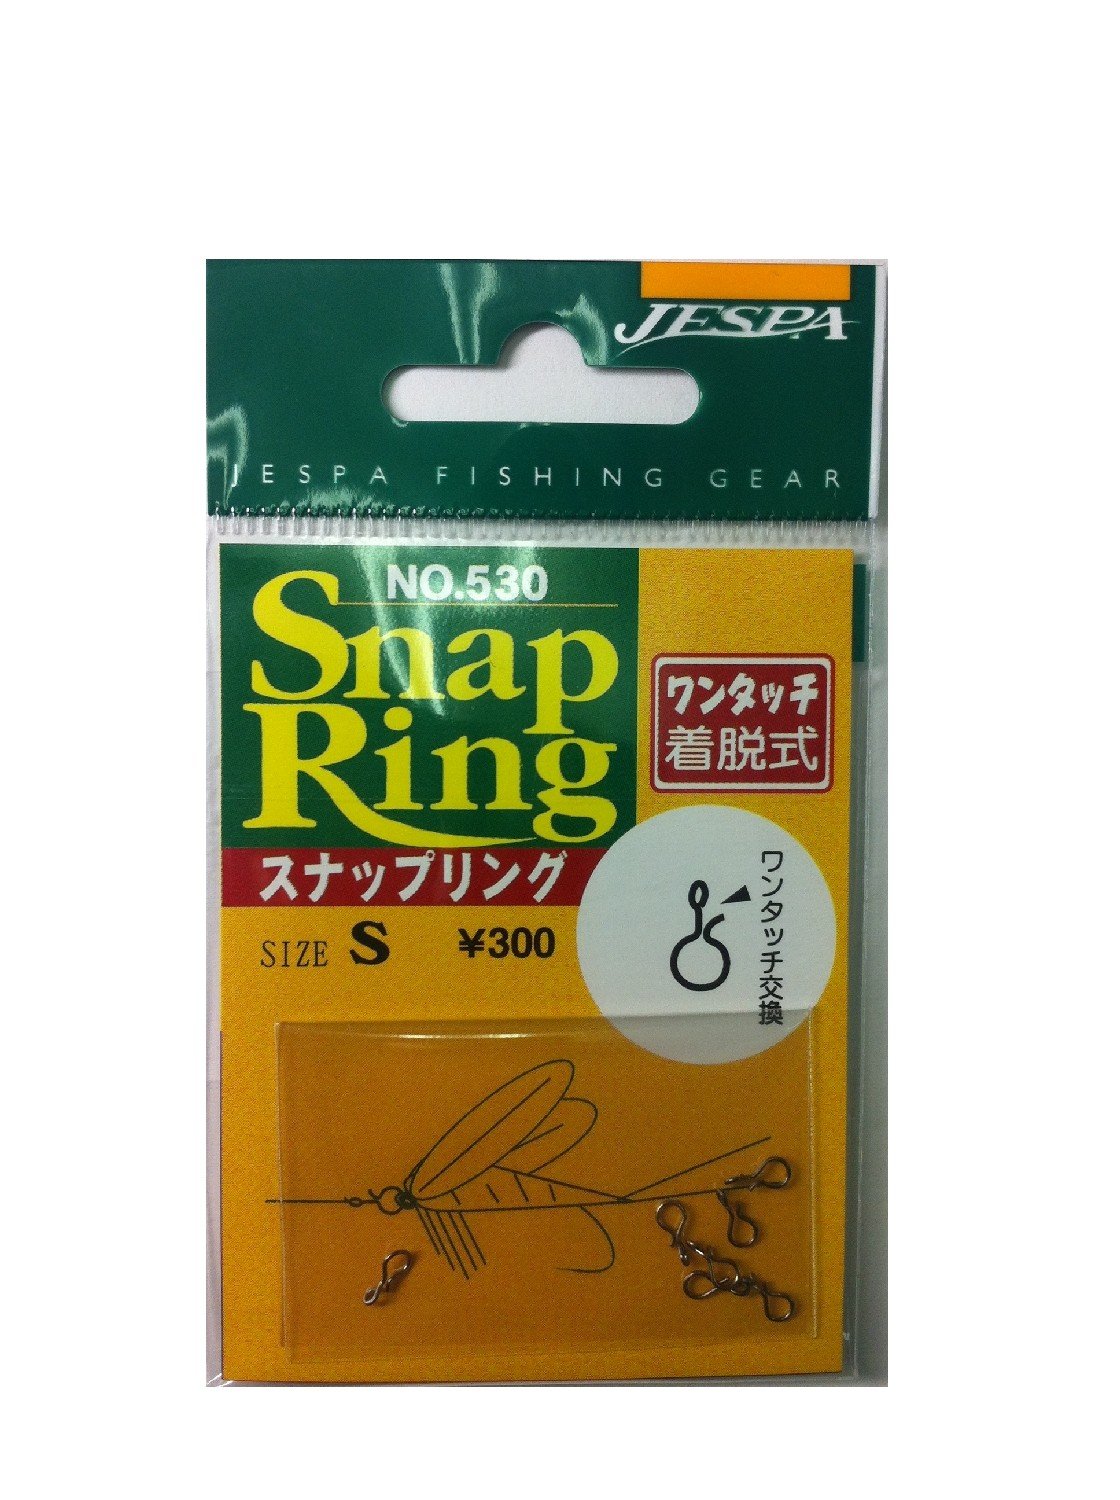 JESPA
JESPA FISHING GEAR
NO.530
Snap
Ring
スナップリング
SIZE S ¥300
ワンタッチ
着脱式
ワンタッチ交換